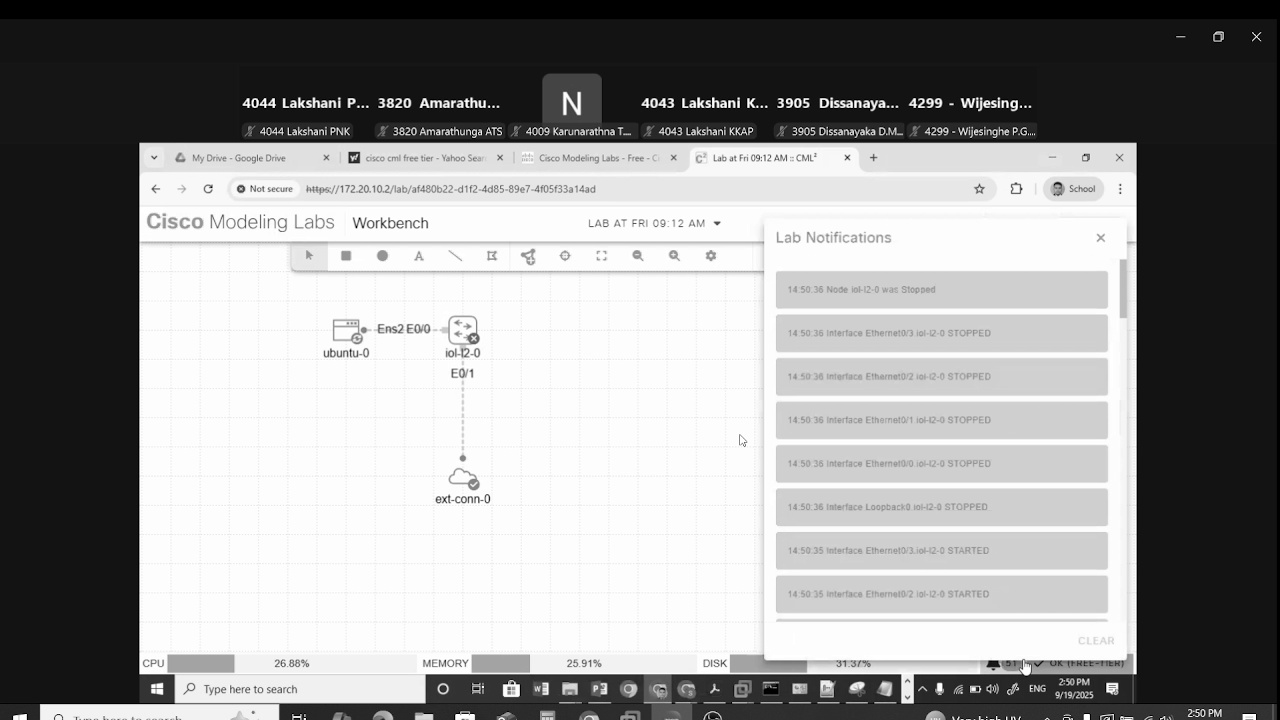 4044 Lakshani P...
3820 Amarathu...
N
4043 Lakshani K...
3905 Dissanaya...
4299 - Wijesing...
4044 Lakshani PNK
3820 Amarathunga ATS
4009 Karunarathna T...
4043 Lakshani KKAP
3905 Dissanayaka D.M...
4299 - Wijesinghe P.G....
My Drive - Google Drive
cisco cml free tier - Yahoo Sear
Cisco Modeling Labs - Free - Ci
Lab at Fri 09:12 AM :: CML²
Not secure
https://172.20.10.2/lab/af480b22-d1f2-4d85-89e7-4f05f33a14ad
School
Cisco Modeling Labs
Workbench
LAB AT FRI 09:12 AM
Lab Notifications
A
14:50:36 Node iol-l2-0 was Stopped
14:50:36 Interface Ethernet0/3.iol-l2-0 STOPPED
14:50:36 Interface Ethernet0/2 iol-l2-0 STOPPED
14:50:36 Interface Ethernet0/1 iol-l2-0 STOPPED
14:50:36 Interface Ethernet0/0.iol-l2-0 STOPPED
14:50:36 Interface Loopback0.iol-l2-0 STOPPED
14:50:35 Interface Ethernet0/3.iol-l2-0 STARTED
14:50:35 Interface Ethernet0/2 iol-l2-0 STARTED
CLEAR
Ens2 E0/0
ubuntu-0
iol-l2-0
E0/1
ext-conn-0
CPU
26.88%
MEMORY
25.91%
DISK
31.37%
51
OK (FREE-TIER)
Type here to search
ENG
2:50 PM
9/19/2025
Type here to search
2:50 PM